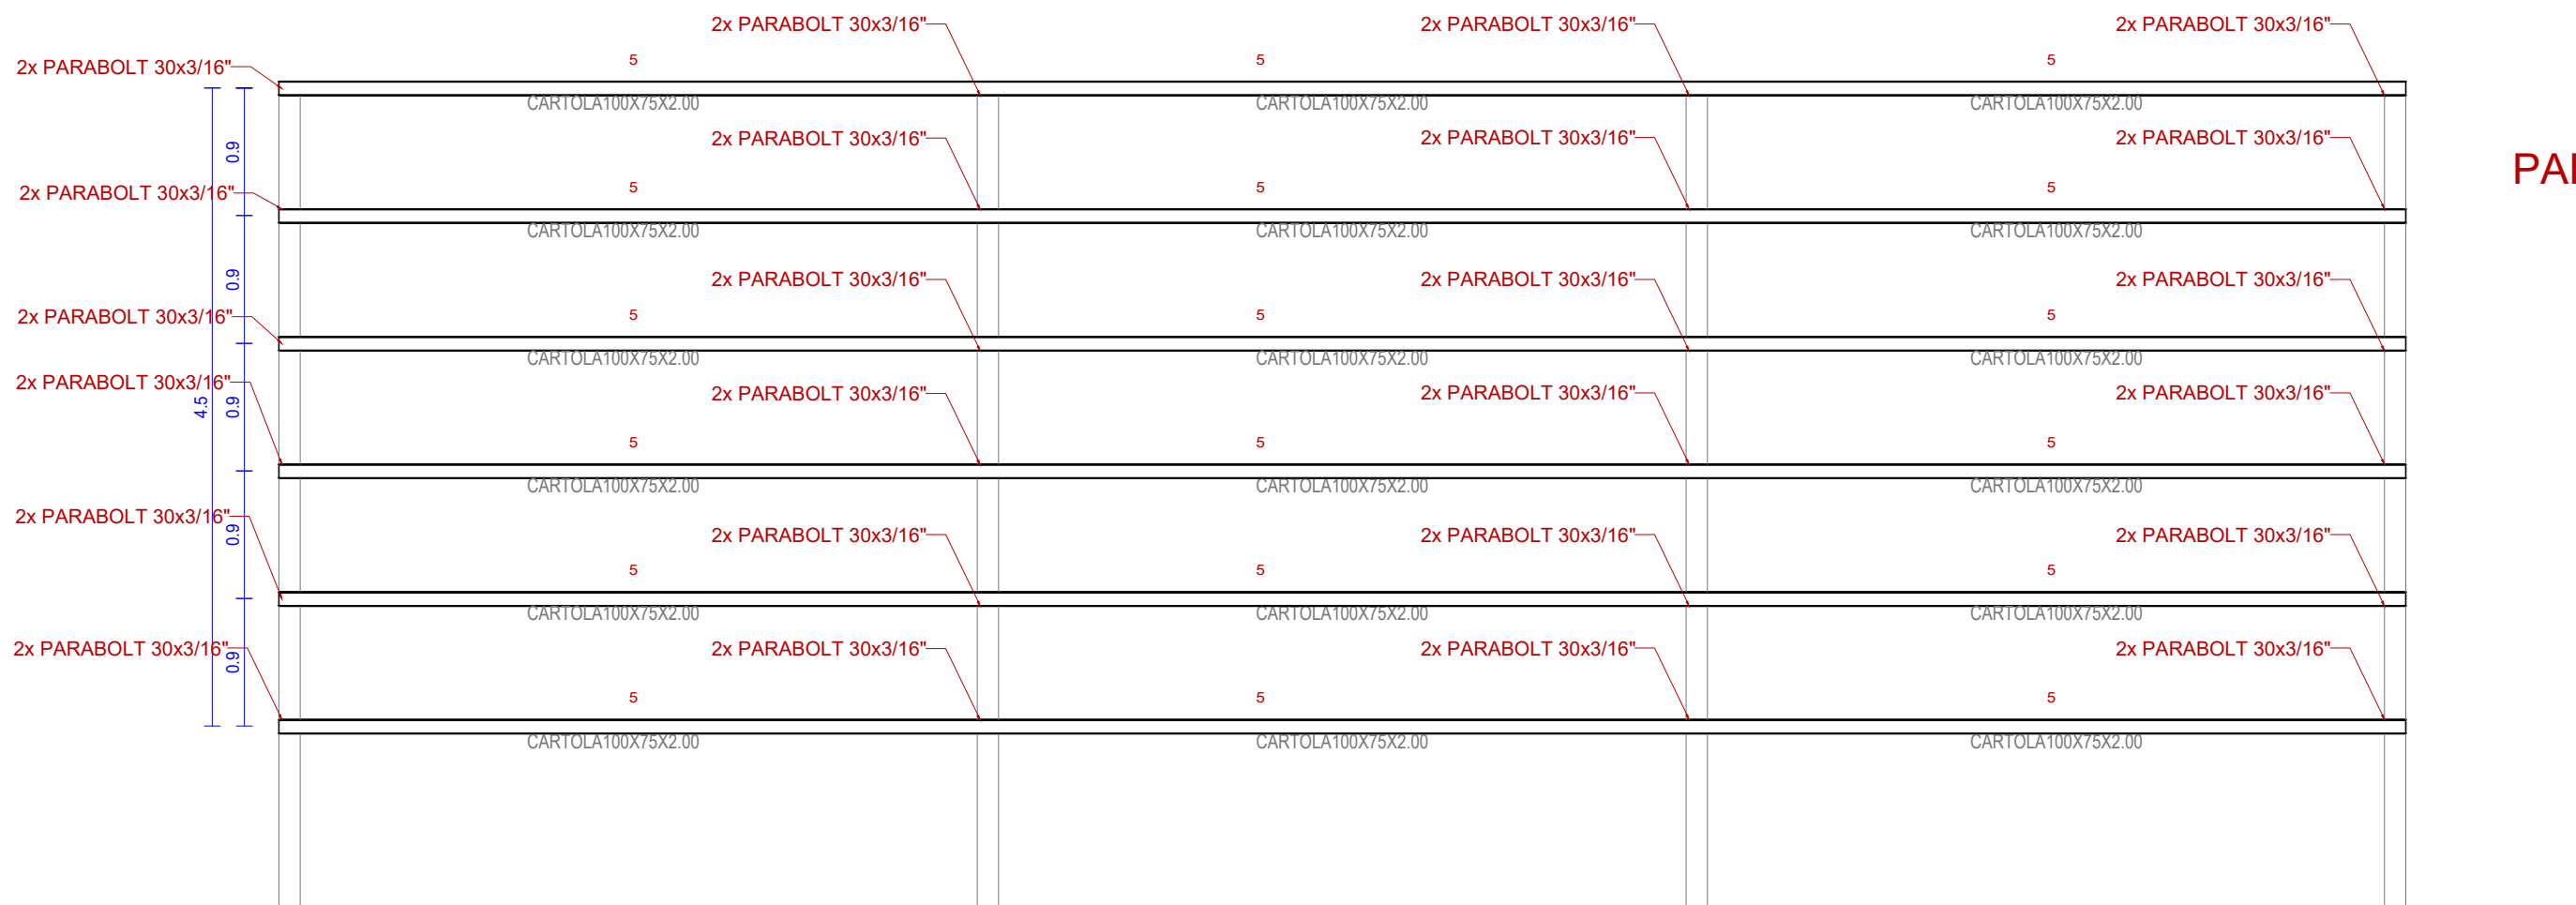 2x PARABOLT 30x3/16" 2x PARABOLT 30x3/16" 2x PARABOLT 30x3/16"
5 5 5
2x PARABOLT 30x3/16"
CARTOLA100X75X2.00 CARTOLA100X75X2.00 CARTOLA100X75X2.00
2x PARABOLT 30x3/16" 2x PARABOLT 30x3/16" 2x PARABOLT 30x3/16"
0.9
PA
2x PARABOLT 30x3/16" 5 5 5
CARTOLA100X75X2.00 CARTOLA100X75X2.00 CARTOLA100X75X2.00
0.9 2x PARABOLT 30x3/16" 2x PARABOLT 30x3/16" 2x PARABOLT 30x3/16"
2x PARABOLT 30x3/16" 5 5 5
CARTOLA100X75X2.00 CARTOLA100X75X2.00 CARTOLA100X75X2.00
2x PARABOLT 30x3/16"
2x PARABOLT 30x3/16" 2x PARABOLT 30x3/16" 2x PARABOLT 30x3/16"
4.5 0.9
5 5 5
CARTOLA100X75X2.00 CARTOLA100X75X2.00 CARTOLA100X75X2.00
2x PARABOLT 30x3/16"
0.9 2x PARABOLT 30x3/16" 2x PARABOLT 30x3/16" 2x PARABOLT 30x3/16"
5 5 5
CARTOLA100X75X2.00 CARTOLA100X75X2.00 CARTOLA100X75X2.00
2x PARABOLT 30x3/16" 2x PARABOLT 30x3/16" 2x PARABOLT 30x3/16" 2x PARABOLT 30x3/16"
0.9
5 5 5
CARTOLA100X75X2.00 CARTOLA100X75X2.00 CARTOLA100X75X2.00